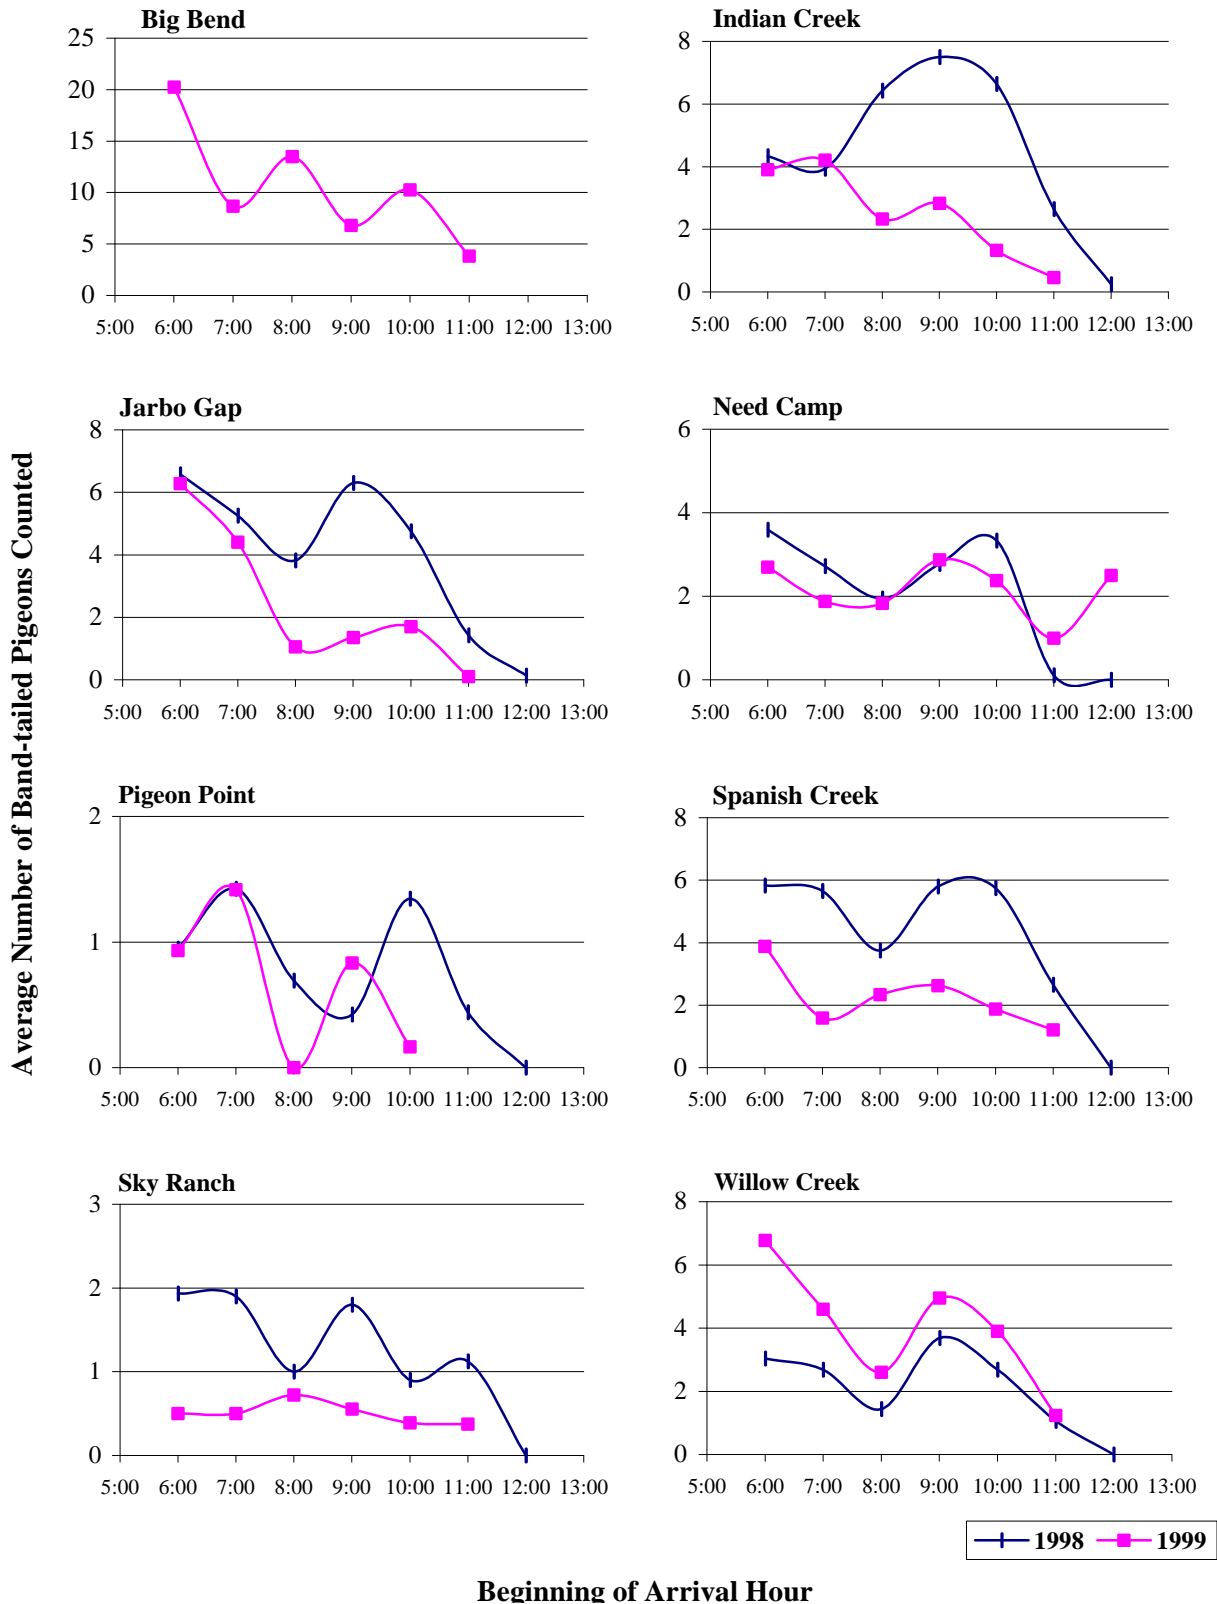 Big Bend
25
20
15
10
5
0
5:00 6:00 7:00 8:00 9:00 10:00 11:00 12:00 13:00
Indian Creek
8
6
4
2
0
5:00 6:00 7:00 8:00 9:00 10:00 11:00 12:00 13:00
Average Number of Band-tailed Pigeons Counted
Jarbo Gap
8
6
4
2
0
5:00 6:00 7:00 8:00 9:00 10:00 11:00 12:00 13:00
Need Camp
6
4
2
0
5:00 6:00 7:00 8:00 9:00 10:00 11:00 12:00 13:00
Pigeon Point
2
1
0
5:00 6:00 7:00 8:00 9:00 10:00 11:00 12:00 13:00
Spanish Creek
8
6
4
2
0
5:00 6:00 7:00 8:00 9:00 10:00 11:00 12:00 13:00
Sky Ranch
3
2
1
0
5:00 6:00 7:00 8:00 9:00 10:00 11:00 12:00 13:00
Willow Creek
8
6
4
2
0
5:00 6:00 7:00 8:00 9:00 10:00 11:00 12:00 13:00
1998 1999
Beginning of Arrival Hour